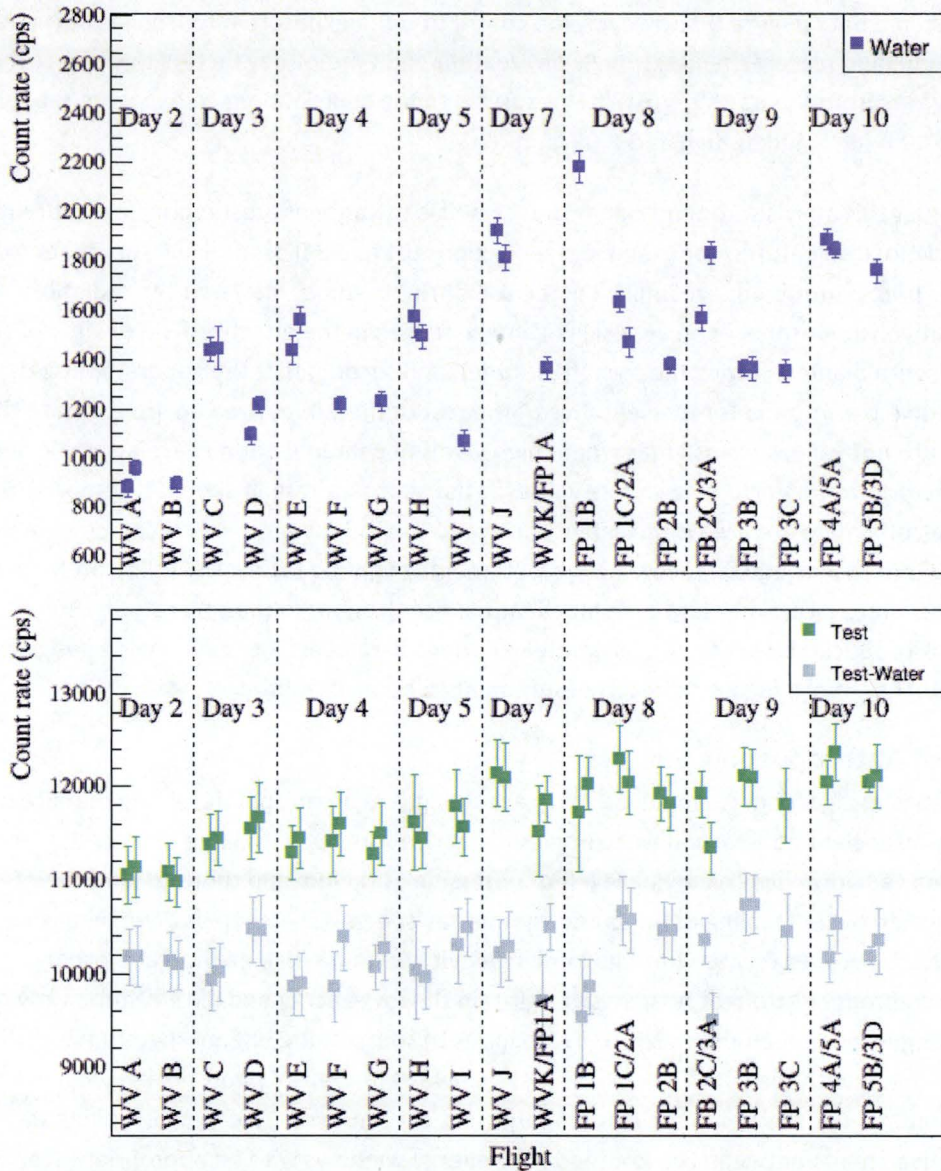 2800
2600
2400
2200
2000
1800
1600
1400
1200
1000
800
600
Count rate (cps)
Water
Day 2
Day 3
Day 4
Day 5
Day 7
Day 8
Day 9
Day 10
WV A
WV B
WV C
WV D
WV E
WV F
WV G
WV H
WV I
WV J
WVK/FP1A
FP 1B
FP 1C/2A
FP 2B
FB 2C/3A
FP 3B
FP 3C
FP 4A/5A
FP 5B/3D
Count rate (cps)
13000
12000
11000
10000
9000
Test
Test-Water
Day 2
Day 3
Day 4
Day 5
Day 7
Day 8
Day 9
Day 10
WV A
WV B
WV C
WV D
WV E
WV F
WV G
WV H
WV I
WV J
WVK/FP1A
FP 1B
FP 1C/2A
FP 2B
FB 2C/3A
FP 3B
FP 3C
FP 4A/5A
FP 5B/3D
Flight